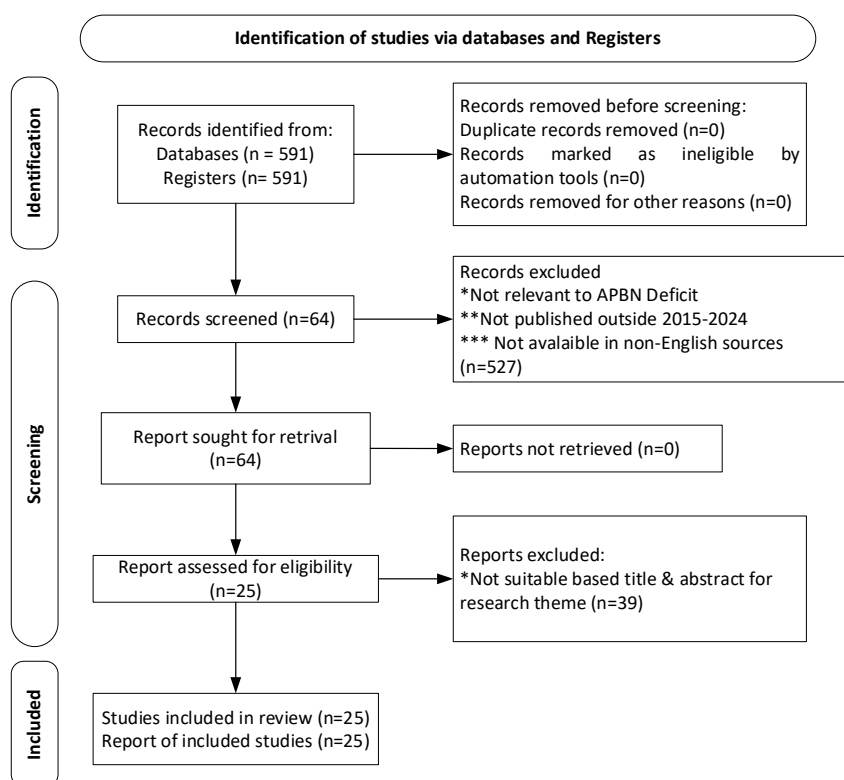 Identification of studies via databases and Registers
Identification
Records identified from:
Databases (n = 591)
Registers (n= 591)
Records removed before screening:
Duplicate records removed (n=0)
Records marked as ineligible by
automation tools (n=0)
Records removed for other reasons (n=0)
Screening
Records screened (n=64)
Records excluded
*Not relevant to APBN Deficit
**Not published outside 2015-2024
*** Not avalaible in non-English sources
(n=527)
Report sought for retrival
(n=64)
Reports not retrieved (n=0)
Report assessed for eligibility
(n=25)
Reports excluded:
*Not suitable based title & abstract for
research theme (n=39)
Included
Studies included in review (n=25)
Report of included studies (n=25)